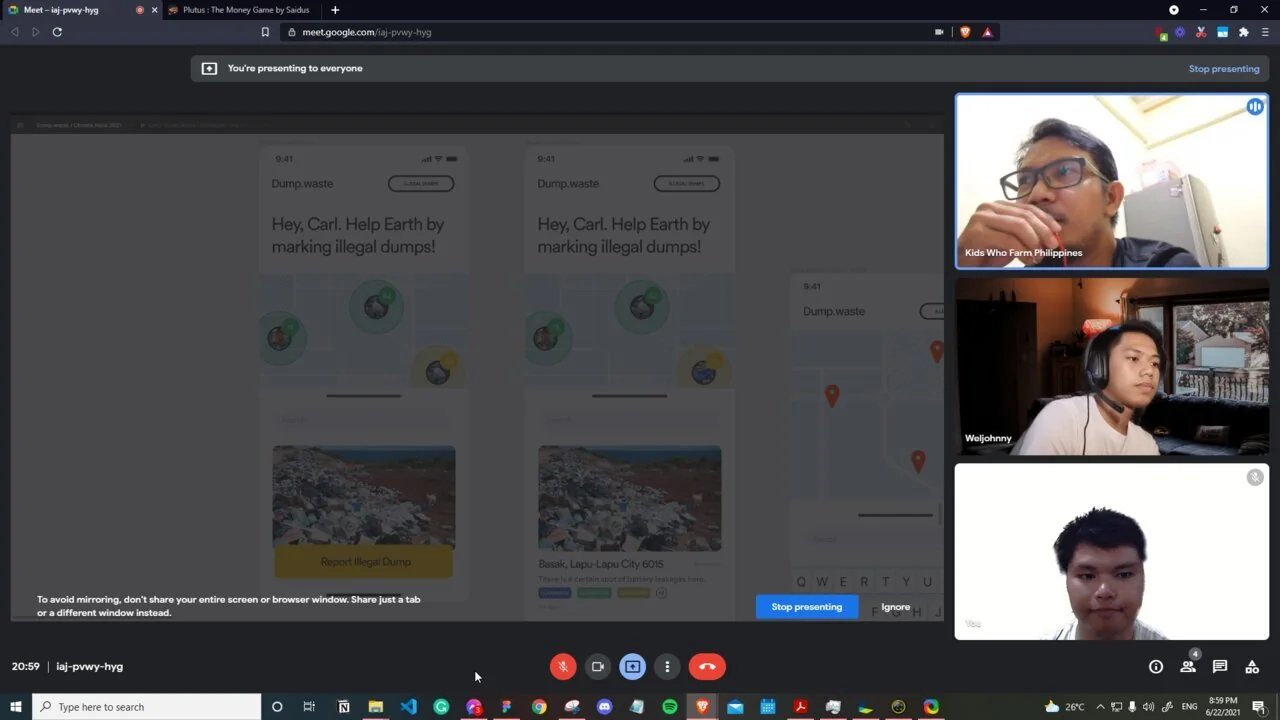 Meet – iaj-pvwy-hyg
Plutus : The Money Game by Saidus
meet.google.com/iaj-pvwy-hyg
You're presenting to everyone
Stop presenting
9:41
Dump.waste
ILLEGAL DUMPS
Hey, Carl. Help Earth by
marking illegal dumps!
Search
Report Illegal Dump
9:41
Dump.waste
ILLEGAL DUMPS
Hey, Carl. Help Earth by
marking illegal dumps!
Search
Basak, Lapu-Lapu City 6015
There is a certain spot of battery leakages here.
9:41
Dump.waste
Search
Q W E R T Y U
F G H J
To avoid mirroring, don't share your entire screen or browser window. Share just a tab
or a different window instead.
Stop presenting
Ignore
Kids Who Farm Philippines
Weljohnny
You
20:59 | iaj-pvwy-hyg
4
Type here to search
26°C
ENG
8:59 PM
6/22/2021